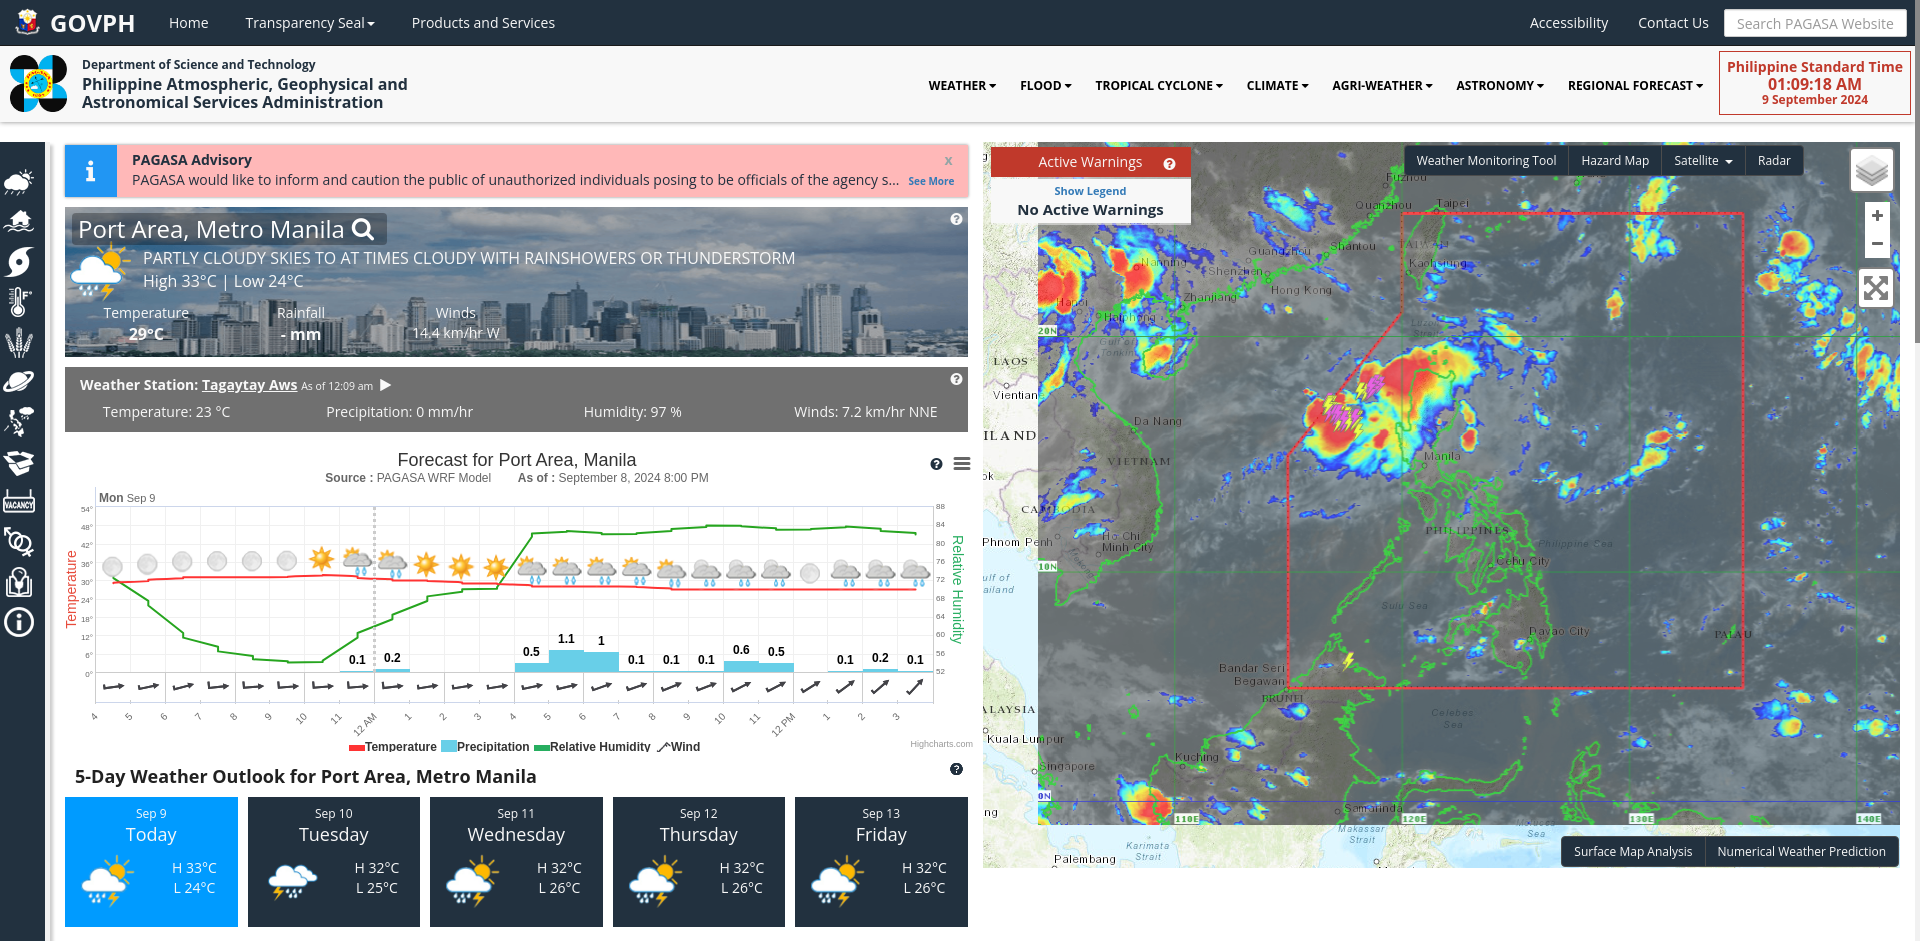 GOVPH
Home
Transparency Seal
Products and Services
Accessibility
Contact Us
Search PAGASA Website
Department of Science and Technology
Philippine Atmospheric, Geophysical and
Astronomical Services Administration
WEATHER
FLOOD
TROPICAL CYCLONE
CLIMATE
AGRI-WEATHER
ASTRONOMY
REGIONAL FORECAST
Philippine Standard Time
01:09:18 AM
9 September 2024
PAGASA Advisory
x
PAGASA would like to inform and caution the public of unauthorized individuals posing to be officials of the agency s... See More
Port Area, Metro Manila
PARTLY CLOUDY SKIES TO AT TIMES CLOUDY WITH RAINSHOWERS OR THUNDERSTORM
High 33°C | Low 24°C
Temperature Rainfall Winds
29°C - mm 14.4 km/hr W
Weather Station: Tagaytay Aws As of 12:09 am
Temperature: 23 °C Precipitation: 0 mm/hr Humidity: 97 % Winds: 7.2 km/hr NNE
Forecast for Port Area, Manila
Source : PAGASA WRF Model As of : September 8, 2024 8:00 PM
Mon Sep 9
Temperature
54°
48°
42°
36°
30°
24°
18°
12°
6°
0°
0.1 0.2 0.5 1.1 1 0.1 0.1 0.1 0.6 0.5 0.1 0.2 0.1
88
84
80
76
72
68
64
60
56
52
Relative Humidity
4 5 6 7 8 9 10 11 12 AM 1 2 3 4 5 6 7 8 9 10 11 12 PM 1 2 3
Temperature Precipitation Relative Humidity Wind
Highcharts.com
5-Day Weather Outlook for Port Area, Metro Manila
Sep 9
Today
H 33°C
L 24°C
Sep 10
Tuesday
H 32°C
L 25°C
Sep 11
Wednesday
H 32°C
L 26°C
Sep 12
Thursday
H 32°C
L 26°C
Sep 13
Friday
H 32°C
L 26°C
VACANCY
Active Warnings
Show Legend
No Active Warnings
Weather Monitoring Tool
Hazard Map
Satellite
Radar
+
−
Fuzhou
Quanzhou
Taipei
TAIWAN
Shantou
Guangzhou
Kaohsiung
Nanning
Shenzhen
Hong Kong
Zhanjiang
Hanoi
Haiphong
20N
Gulf of
Tonkin
LAOS
Vientian
Da Nang
ILAND
VIETNAM
Manila
ok
CAMBODIA
PHILIPPINES
Phnom Penh
Ho Chi
Minh City
Philippine Sea
Cebu City
10N
ulf of
ailand
Sulu Sea
Davao City
PALAU
Bandar Seri
Begawan
BRUNEI
ALAYSIA
Celebes
Sea
Kuala Lumpur
Kuching
Singapore
0N
Samarinda
110E
120E
130E
140E
ng
Makassar
Strait
Karimata
Strait
Sea
Palembang
Surface Map Analysis
Numerical Weather Prediction